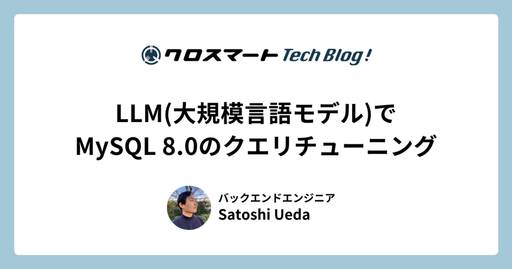 クロスマート Tech Blog!
LLM(大規模言語モデル)で
MySQL 8.0のクエリチューニング
バックエンドエンジニア
Satoshi Ueda